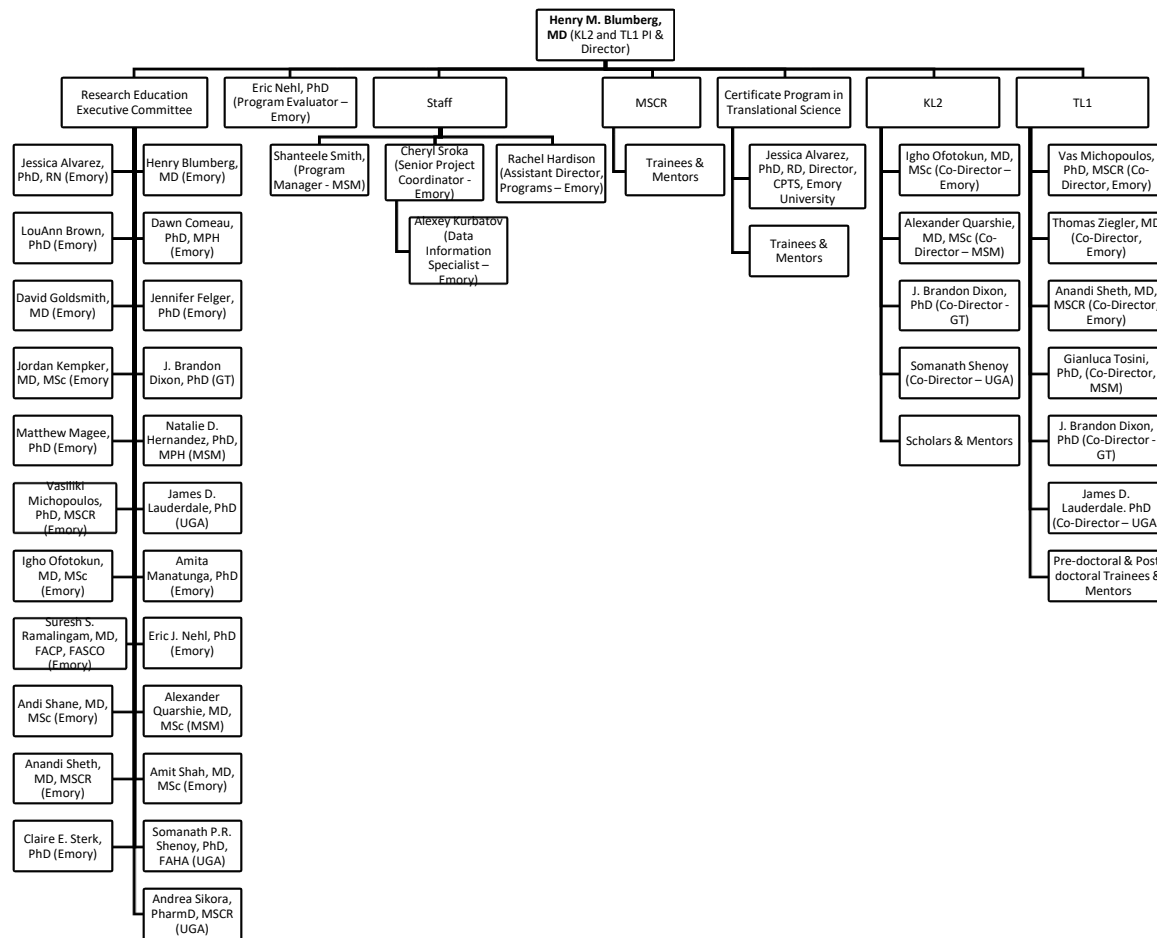 Henry M. Blumberg,
MD (KL2 and TL1 PI &
Director)
Research Education
Executive Committee
Eric Nehl, PhD
(Program Evaluator –
Emory)
Staff
MSCR
Certificate Program in
Translational Science
KL2
TL1
Jessica Alvarez,
PhD, RN (Emory)
Henry Blumberg,
MD (Emory)
LouAnn Brown,
PhD (Emory)
Dawn Comeau,
PhD, MPH
(Emory)
David Goldsmith,
MD (Emory)
Jennifer Felger,
PhD (Emory)
Jordan Kempker,
MD, MSc (Emory
J. Brandon
Dixon, PhD (GT)
Matthew Magee,
PhD (Emory)
Natalie D.
Hernandez, PhD,
MPH (MSM)
Vasiliki
Michopoulos,
PhD, MSCR
(Emory)
James D.
Lauderdale, PhD
(UGA)
Igho Ofotokun,
MD, MSc
(Emory)
Amita
Manatunga, PhD
(Emory)
Suresh S.
Ramalingam, MD,
FACP, FASCO
(Emory)
Eric J. Nehl, PhD
(Emory)
Andi Shane, MD,
MSc (Emory)
Alexander
Quarshie, MD,
MSc (MSM)
Anandi Sheth,
MD, MSCR
(Emory)
Amit Shah, MD,
MSc (Emory)
Claire E. Sterk,
PhD (Emory)
Somanath P.R.
Shenoy, PhD,
FAHA (UGA)
Andrea Sikora,
PharmD, MSCR
(UGA)
Shanteele Smith,
(Program
Manager - MSM)
Cheryl Sroka
(Senior Project
Coordinator -
Emory)
Alexey Kurbatov
(Data
Information
Specialist –
Emory)
Rachel Hardison
(Assistant Director,
Programs – Emory)
Trainees &
Mentors
Jessica Alvarez,
PhD, RD, Director,
CPTS, Emory
University
Trainees &
Mentors
Igho Ofotokun, MD,
MSc (Co-Director –
Emory)
Alexander Quarshie,
MD, MSc (Co-
Director – MSM)
J. Brandon Dixon,
PhD (Co-Director -
GT)
Somanath Shenoy
(Co-Director – UGA)
Scholars & Mentors
Vas Michopoulos,
PhD, MSCR (Co-
Director, Emory)
Thomas Ziegler, MD
(Co-Director,
Emory)
Anandi Sheth, MD,
MSCR (Co-Director,
Emory)
Gianluca Tosini,
PhD, (Co-Director,
MSM)
J. Brandon Dixon,
PhD (Co-Director -
GT)
James D.
Lauderdale. PhD
(Co-Director – UGA
Pre-doctoral & Post-
doctoral Trainees &
Mentors